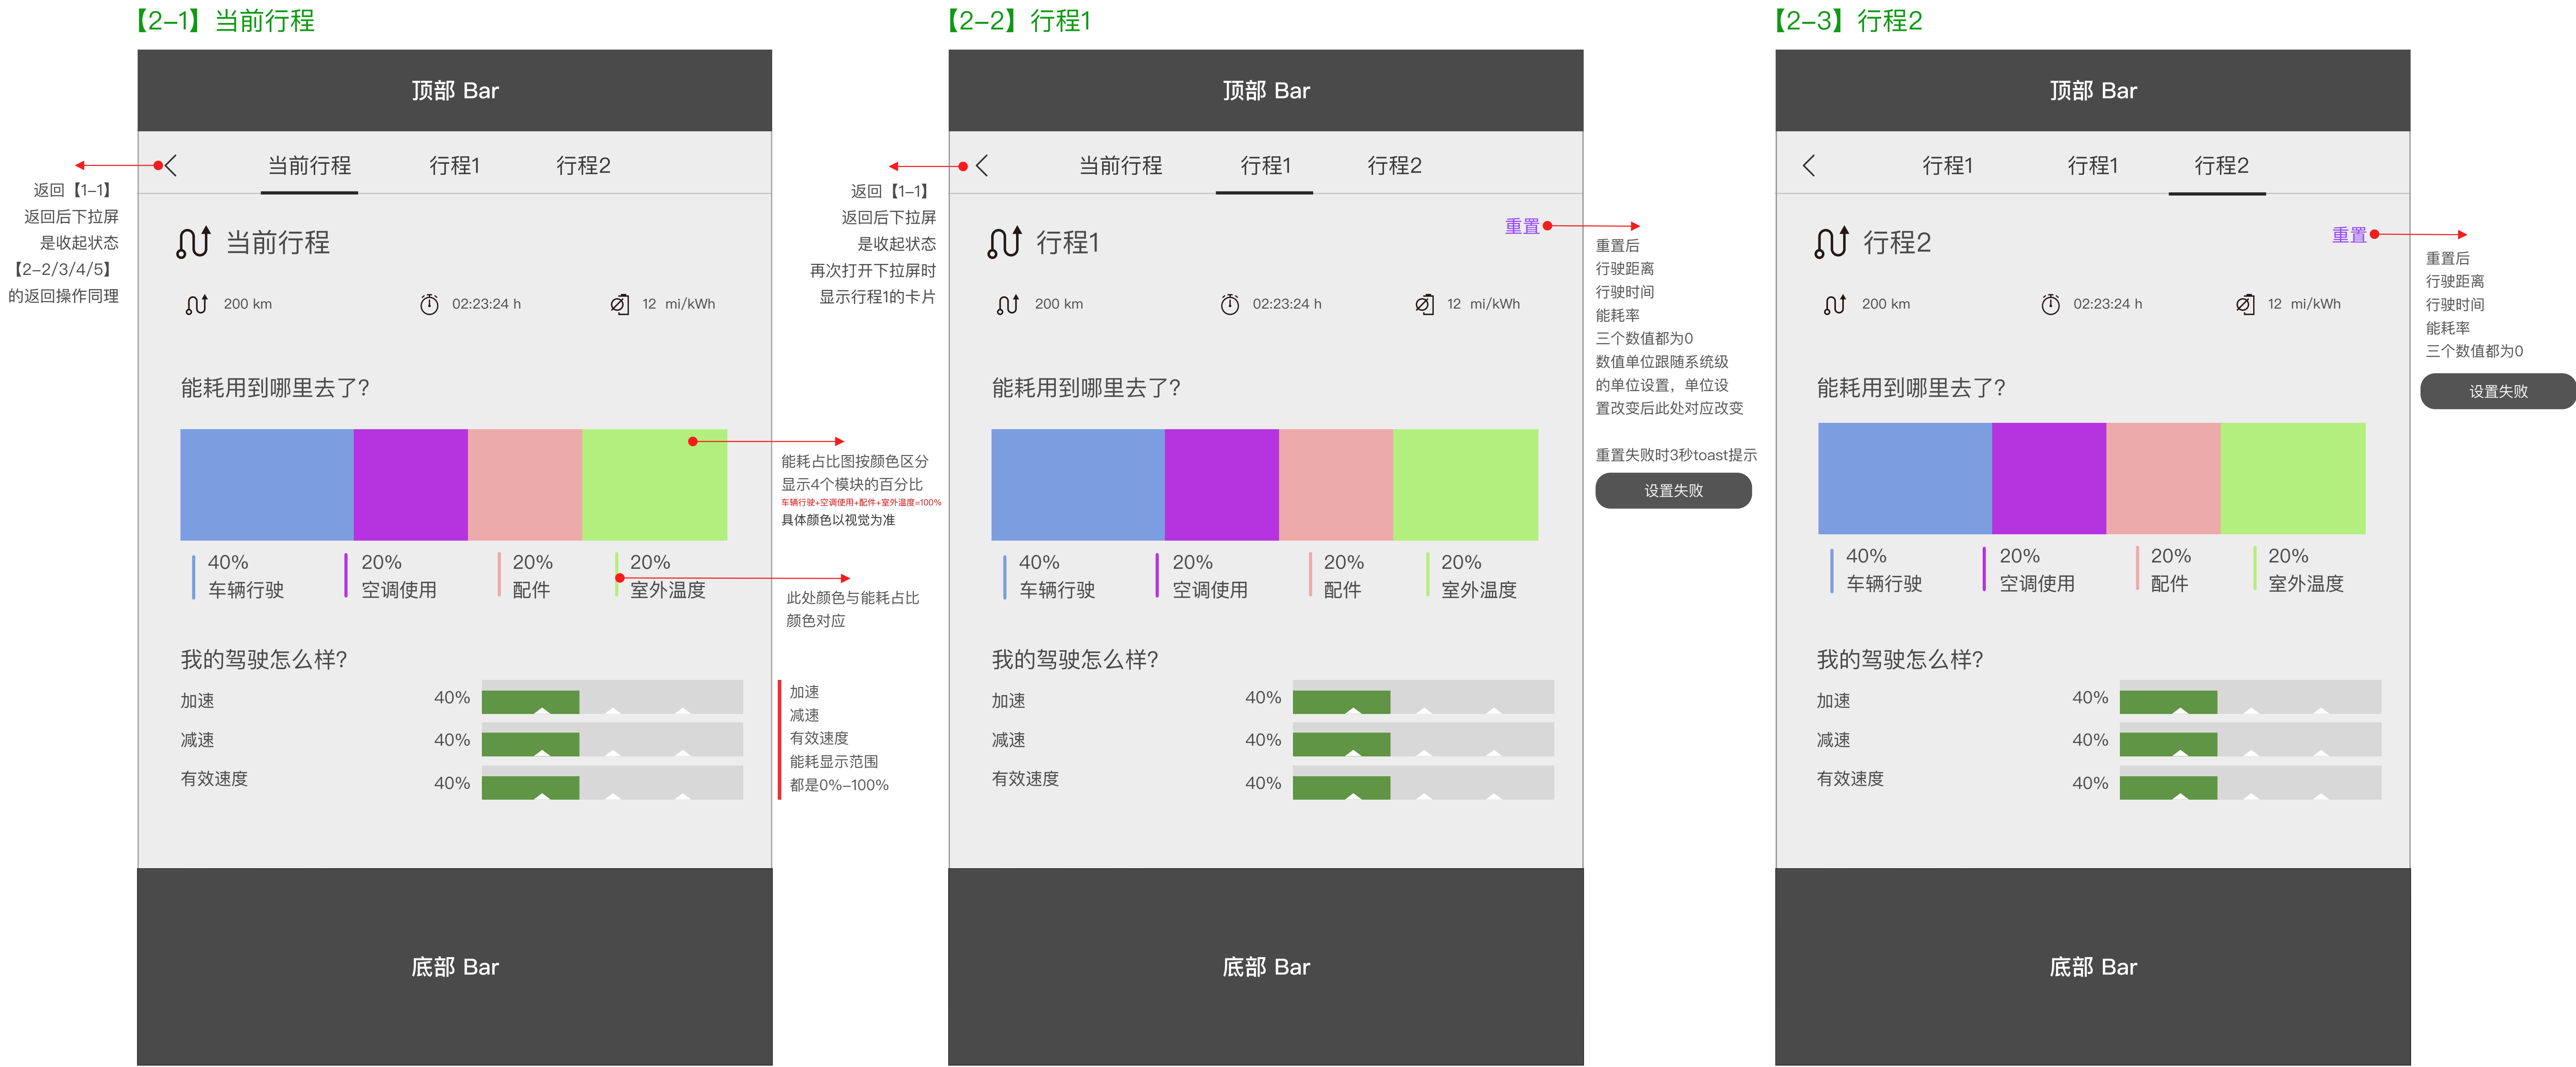 【2-1】当前行程
顶部 Bar
当前行程 行程1 行程2
返回【1-1】
返回后下拉屏
是收起状态
【2-2/3/4/5】
的返回操作同理
当前行程
200 km 02:23:24 h 12 mi/kWh
能耗用到哪里去了?
能耗占比图按颜色区分
显示4个模块的百分比
车辆行驶+空调使用+配件+室外温度=100%
具体颜色以视觉为准
40% 20% 20% 20%
车辆行驶 空调使用 配件 室外温度
此处颜色与能耗占比
颜色对应
我的驾驶怎么样?
加速 40%
减速 40%
有效速度 40%
加速
减速
有效速度
能耗显示范围
都是0%-100%
底部 Bar
【2-2】行程1
顶部 Bar
当前行程 行程1 行程2
返回【1-1】
返回后下拉屏
是收起状态
再次打开下拉屏时
显示行程1的卡片
重置
行程1
200 km 02:23:24 h 12 mi/kWh
重置后
行驶距离
行驶时间
能耗率
三个数值都为0
数值单位跟随系统级
的单位设置，单位设
置改变后此处对应改变
重置失败时3秒toast提示
设置失败
能耗用到哪里去了?
40% 20% 20% 20%
车辆行驶 空调使用 配件 室外温度
我的驾驶怎么样?
加速 40%
减速 40%
有效速度 40%
底部 Bar
【2-3】行程2
顶部 Bar
行程1 行程1 行程2
重置
行程2
200 km 02:23:24 h 12 mi/kWh
重置后
行驶距离
行驶时间
能耗率
三个数值都为0
设置失败
能耗用到哪里去了?
40% 20% 20% 20%
车辆行驶 空调使用 配件 室外温度
我的驾驶怎么样?
加速 40%
减速 40%
有效速度 40%
底部 Bar